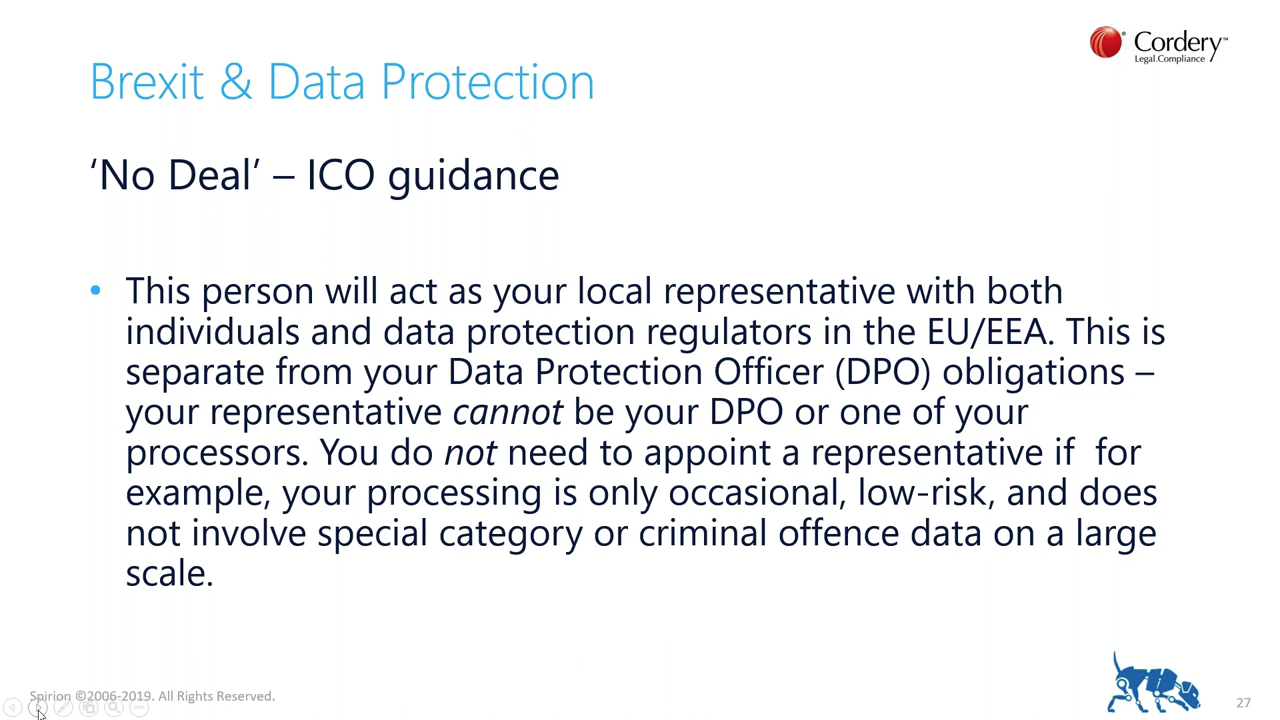 Cordery™
Legal.Compliance
Brexit & Data Protection
‘No Deal’ – ICO guidance
• This person will act as your local representative with both
individuals and data protection regulators in the EU/EEA. This is
separate from your Data Protection Officer (DPO) obligations –
your representative cannot be your DPO or one of your
processors. You do not need to appoint a representative if  for
example, your processing is only occasional, low-risk, and does
not involve special category or criminal offence data on a large
scale.
Spirion ©2006-2019. All Rights Reserved.
27